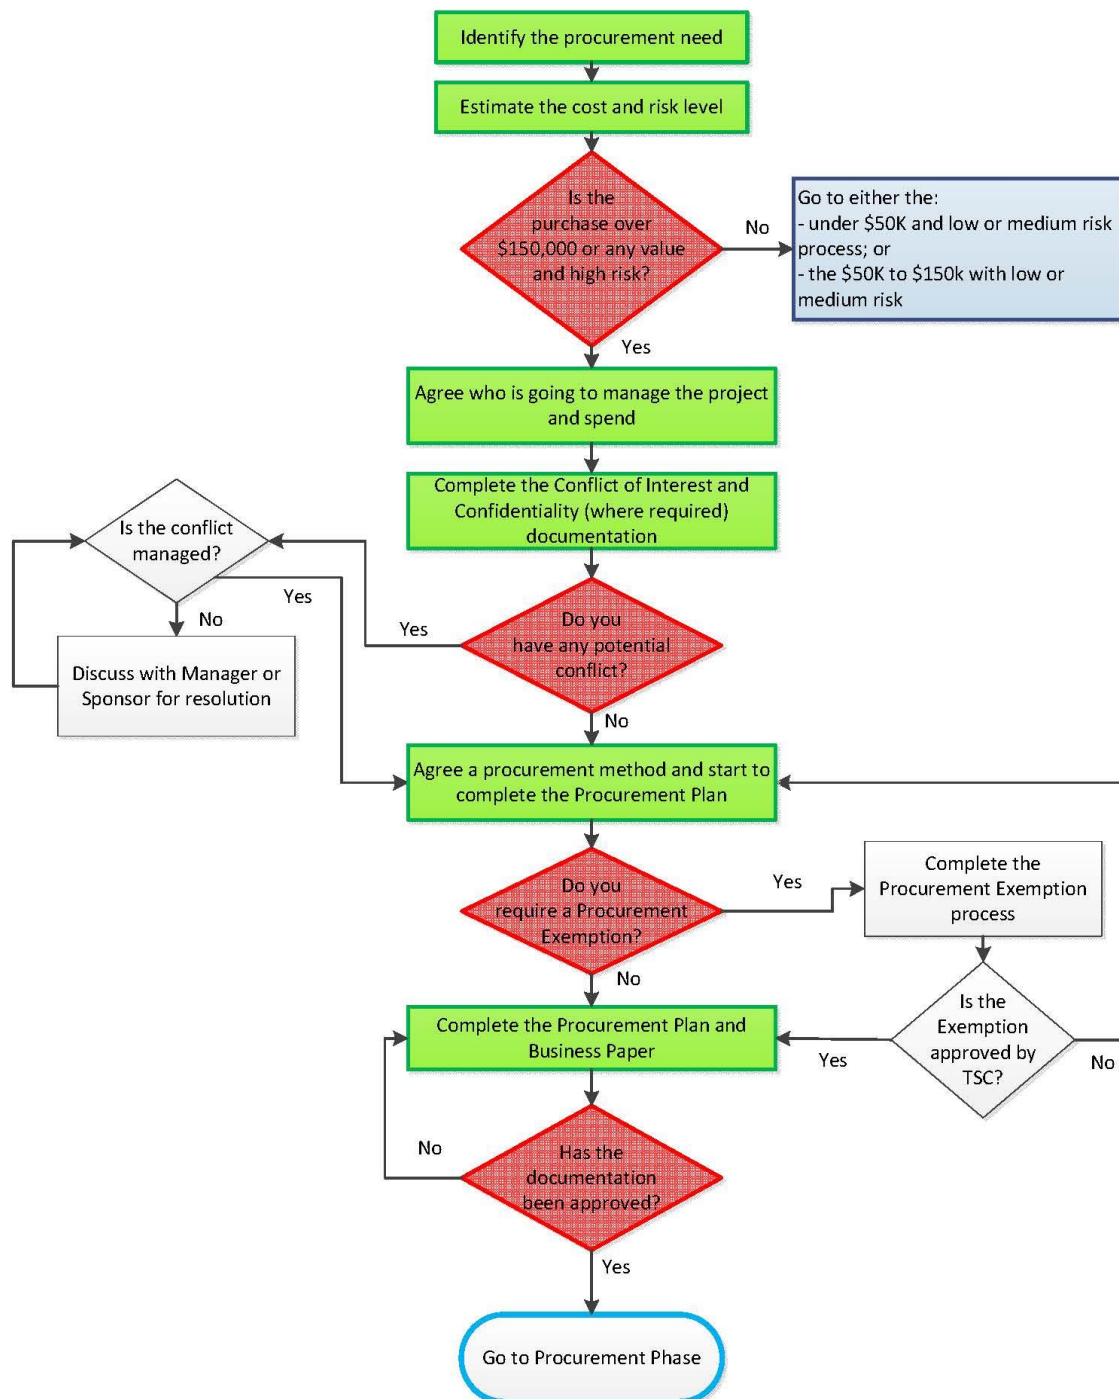 Identify the procurement need
Estimate the cost and risk level
Is the
purchase over
$150,000 or any value
and high risk?
No
Go to either the:
- under $50K and low or medium risk
process; or
- the $50K to $150k with low or
medium risk
Yes
Agree who is going to manage the project
and spend
Complete the Conflict of Interest and
Confidentiality (where required)
documentation
Is the conflict
managed?
Yes
No
Discuss with Manager or
Sponsor for resolution
Yes
Do you
have any potential
conflict?
No
Agree a procurement method and start to
complete the Procurement Plan
Do you
require a Procurement
Exemption?
Yes
Complete the
Procurement Exemption
process
No
Is the
Exemption
approved by
TSC?
Yes
No
Complete the Procurement Plan and
Business Paper
No
Has the
documentation
been approved?
Yes
Go to Procurement Phase